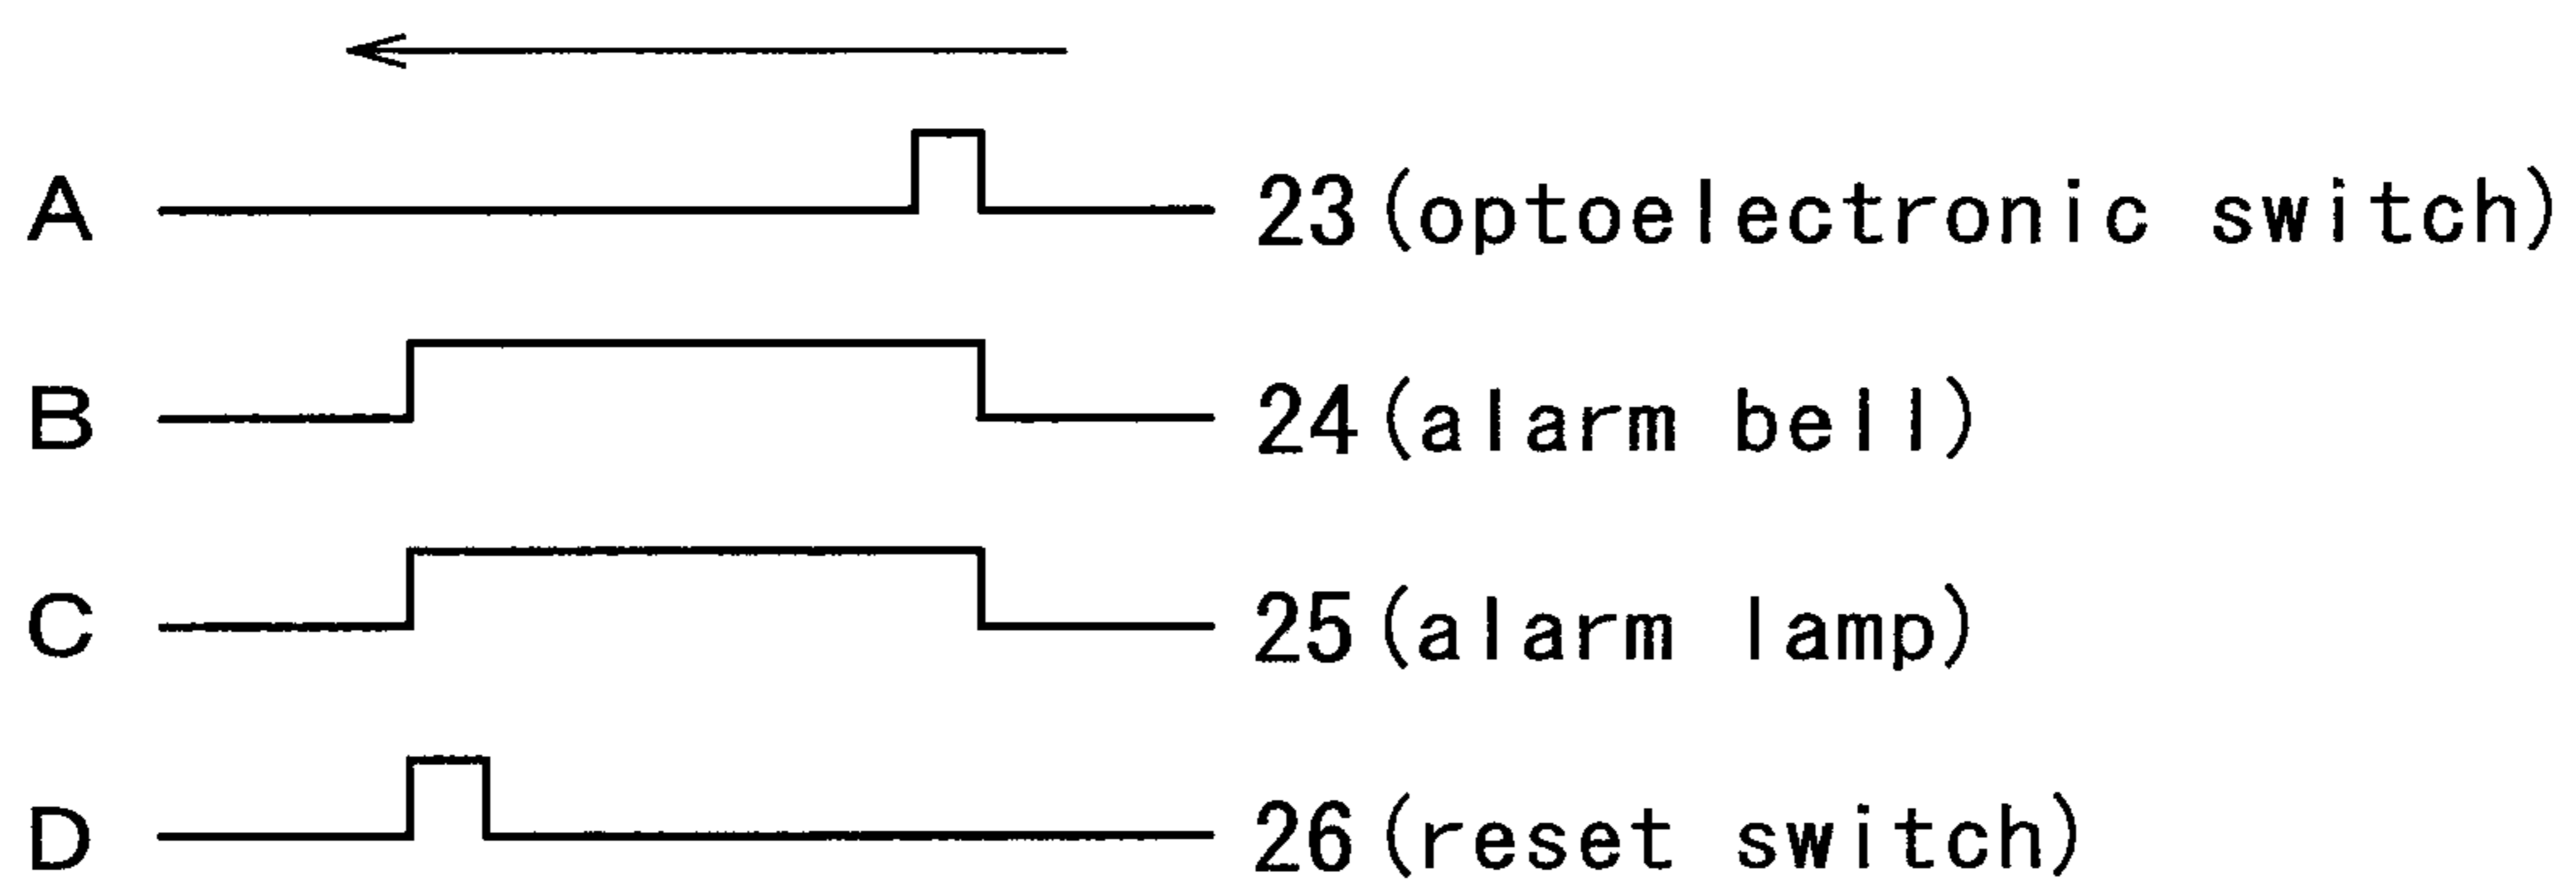 A 23(optoelectronic switch)
B 24(alarm bell)
C 25(alarm lamp)
D 26(reset switch)